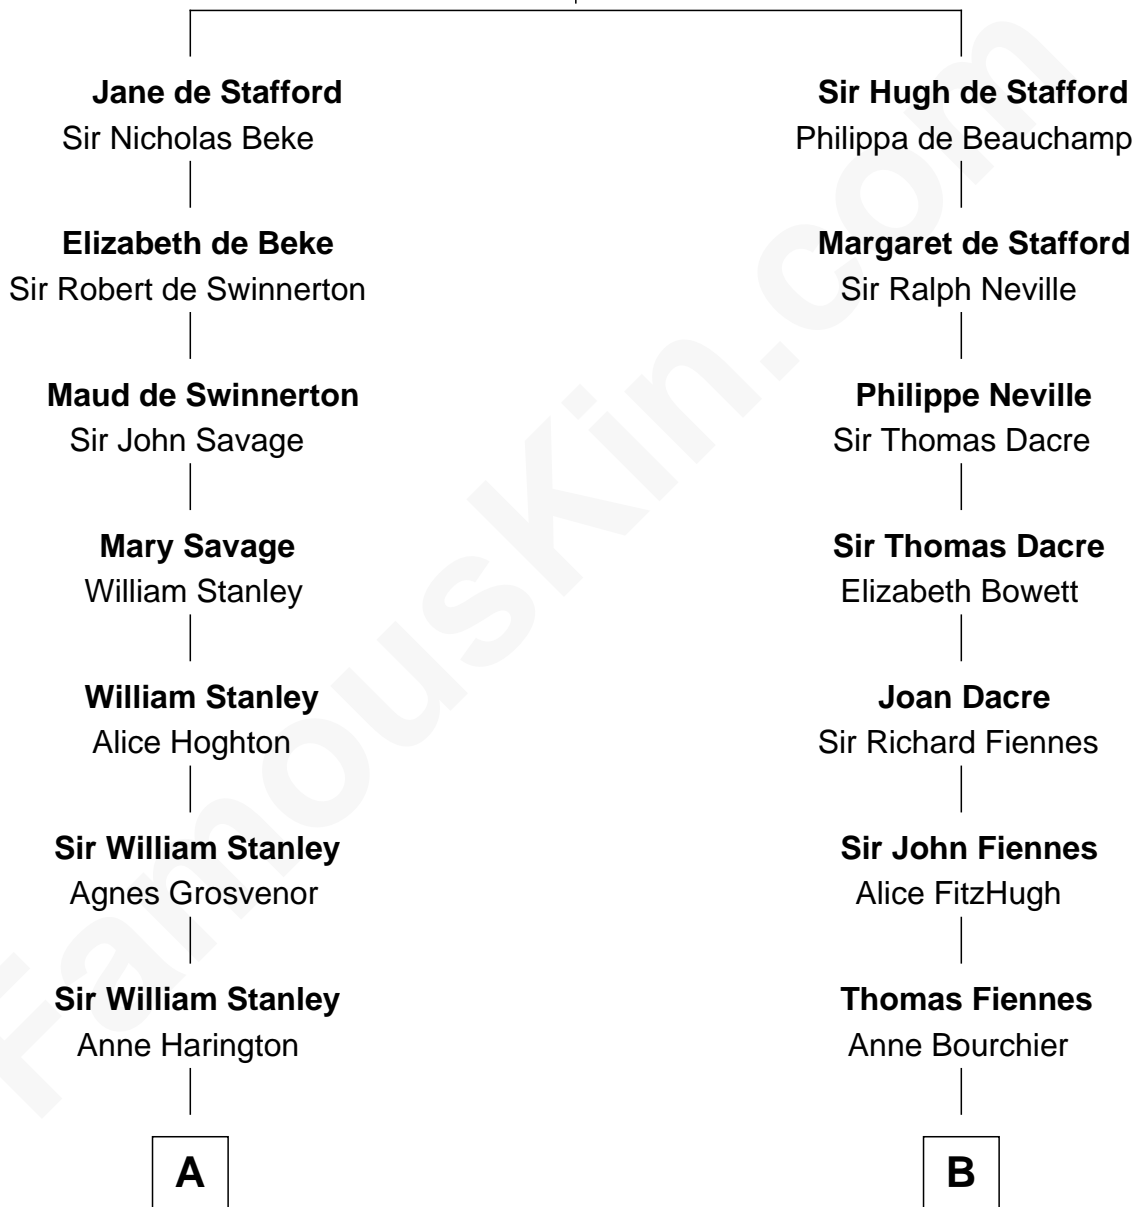 Jane de Stafford
Sir Nicholas Beke
Elizabeth de Beke
Sir Robert de Swinnerton
Maud de Swinnerton
Sir John Savage
Mary Savage
William Stanley
William Stanley
Alice Hoghton
Sir William Stanley
Agnes Grosvenor
Sir William Stanley
Anne Harington
A
Sir Hugh de Stafford
Philippa de Beauchamp
Margaret de Stafford
Sir Ralph Neville
Philippe Neville
Sir Thomas Dacre
Sir Thomas Dacre
Elizabeth Bowett
Joan Dacre
Sir Richard Fiennes
Sir John Fiennes
Alice FitzHugh
Thomas Fiennes
Anne Bourchier
B
FamousKin.com